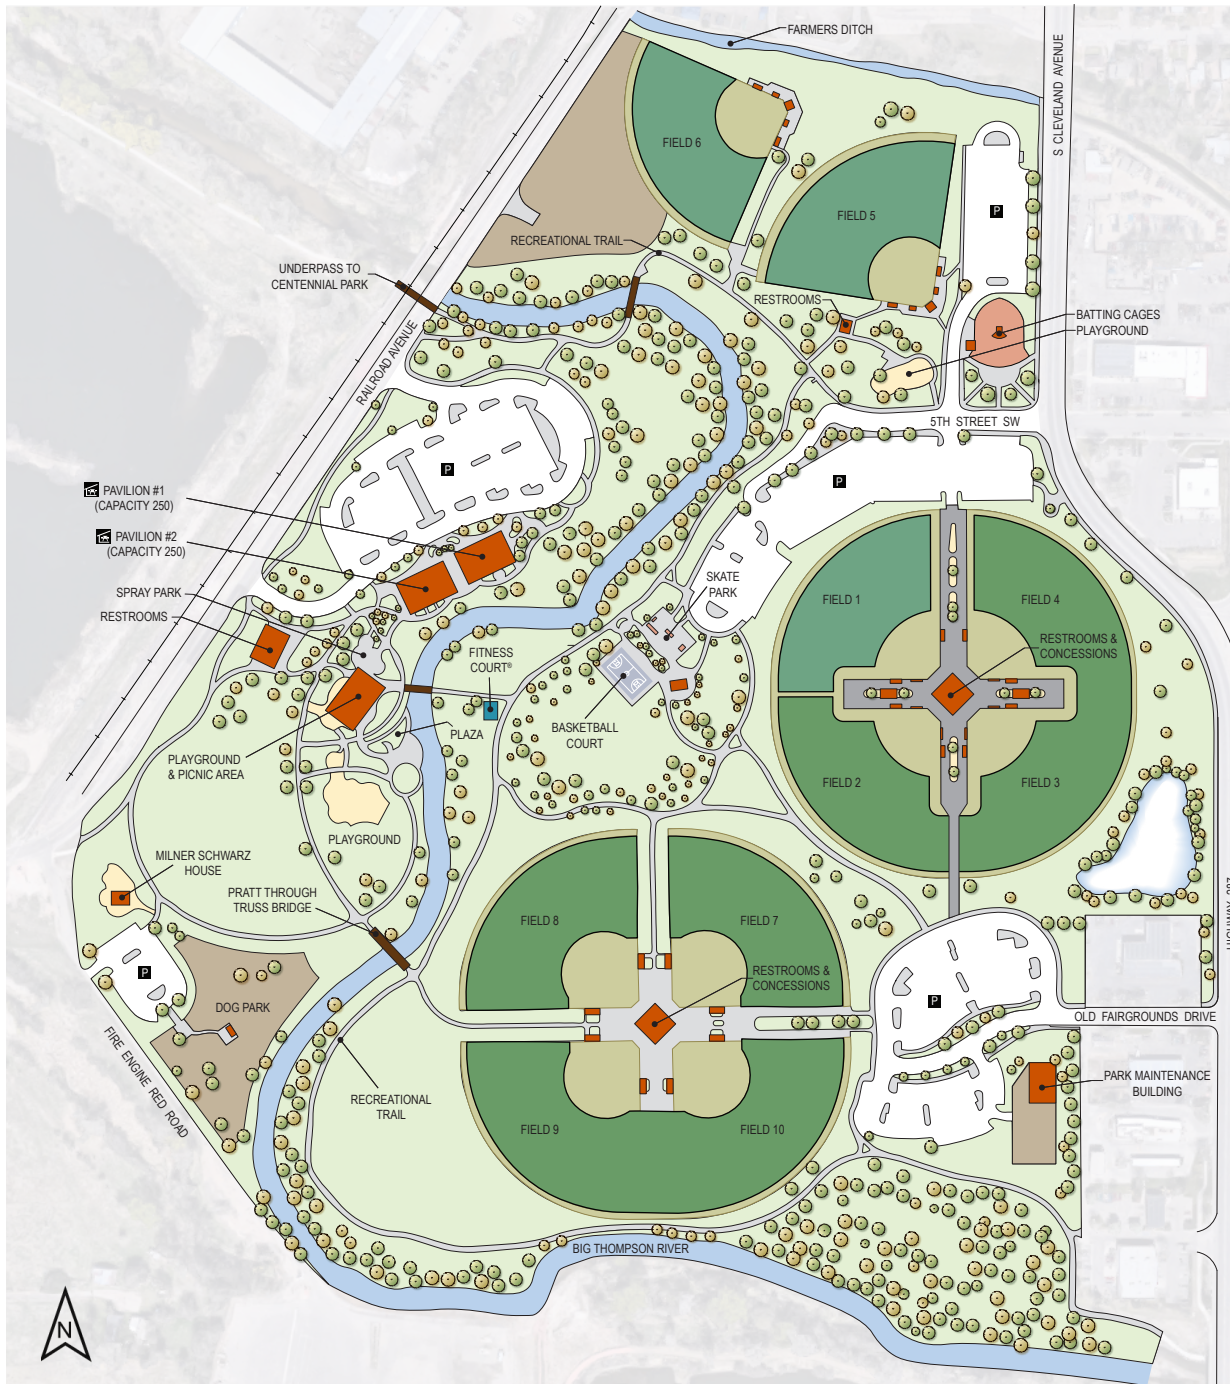 FARMERS DITCH
S CLEVELAND AVENUE
FIELD 6
P
FIELD 5
RECREATIONAL TRAIL
UNDERPASS TO
CENTENNIAL PARK
RESTROOMS
BATTING CAGES
PLAYGROUND
RAILROAD AVENUE
5TH STREET SW
P
P
PAVILION #1
(CAPACITY 250)
PAVILION #2
(CAPACITY 250)
SPRAY PARK
RESTROOMS
SKATE
PARK
FIELD 1
FIELD 4
RESTROOMS &
CONCESSIONS
FITNESS
COURT®
PLAZA
BASKETBALL
COURT
PLAYGROUND
& PICNIC AREA
FIELD 2
FIELD 3
PLAYGROUND
MILNER SCHWARZ
HOUSE
PRATT THROUGH
TRUSS BRIDGE
HIGHWAY 287
FIELD 8
FIELD 7
P
RESTROOMS &
CONCESSIONS
DOG PARK
P
OLD FAIRGROUNDS DRIVE
FIRE ENGINE RED ROAD
RECREATIONAL
TRAIL
PARK MAINTENANCE
BUILDING
FIELD 9
FIELD 10
BIG THOMPSON RIVER
N